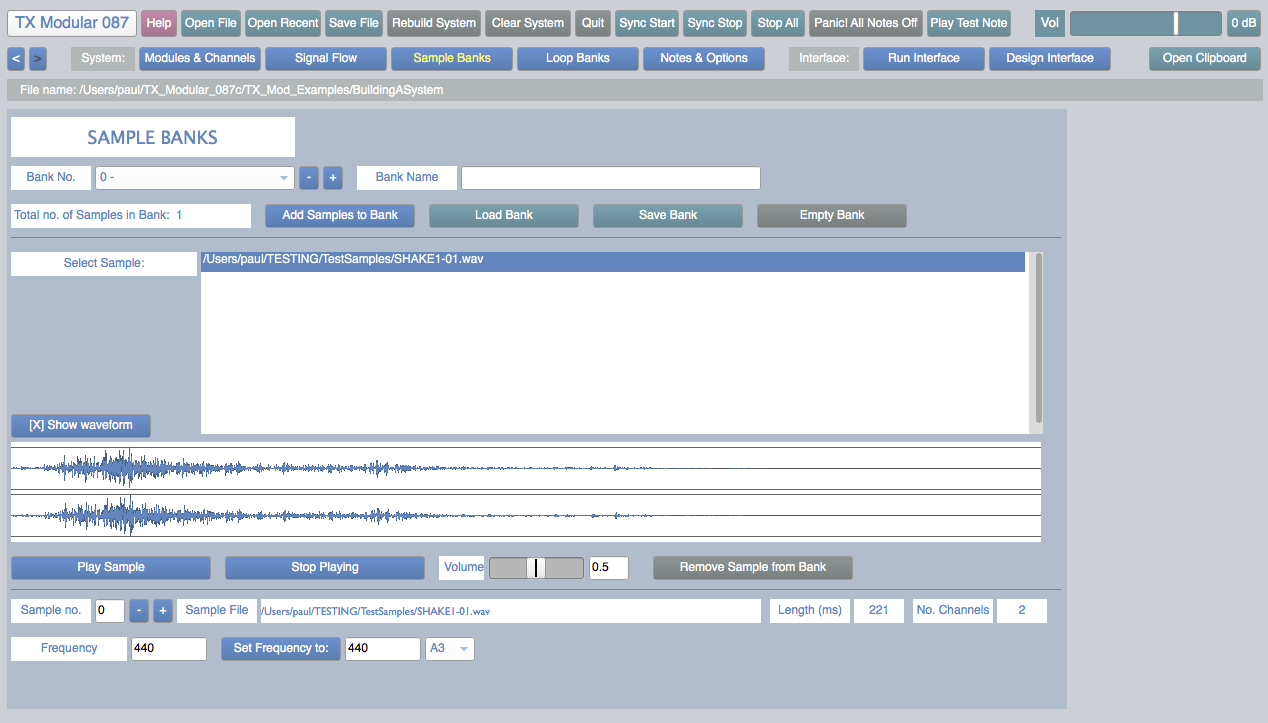 TX Modular 087 Help Open File Open Recent Save File Rebuild System Clear System Quit Sync Start Sync Stop Stop All Panic! All Notes Off Play Test Note Vol 0 dB
< > System: Modules & Channels Signal Flow Sample Banks Loop Banks Notes & Options Interface: Run Interface Design Interface Open Clipboard
File name: /Users/paul/TX_Modular_087c/TX_Mod_Examples/BuildingASystem
SAMPLE BANKS
Bank No. 0 - - + Bank Name
Total no. of Samples in Bank: 1 Add Samples to Bank Load Bank Save Bank Empty Bank
Select Sample: /Users/paul/TESTING/TestSamples/SHAKE1-01.wav
[X] Show waveform
Play Sample Stop Playing Volume 0.5 Remove Sample from Bank
Sample no. 0 - + Sample File /Users/paul/TESTING/TestSamples/SHAKE1-01.wav Length (ms) 221 No. Channels 2
Frequency 440 Set Frequency to: 440 A3